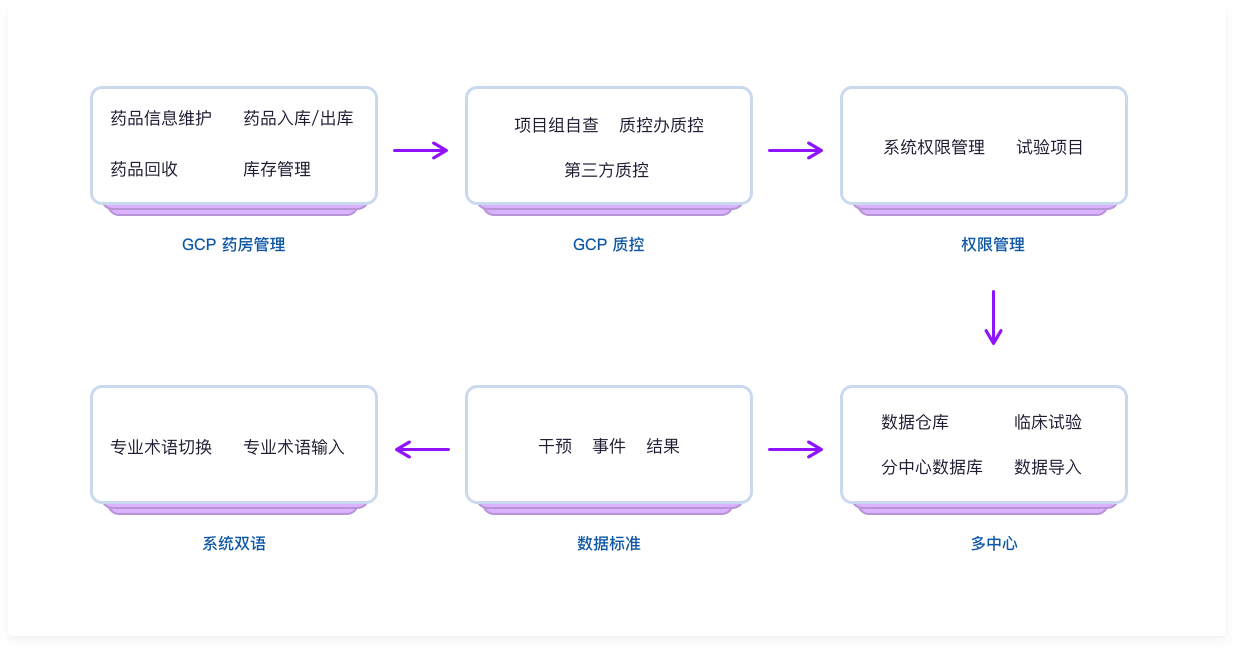 药品信息维护 药品入库/出库
药品回收 库存管理
GCP 药房管理
项目组自查 质控办质控
第三方质控
GCP 质控
系统权限管理 试验项目
权限管理
专业术语切换 专业术语输入
系统双语
干预 事件 结果
数据标准
数据仓库 临床试验
分中心数据库 数据导入
多中心